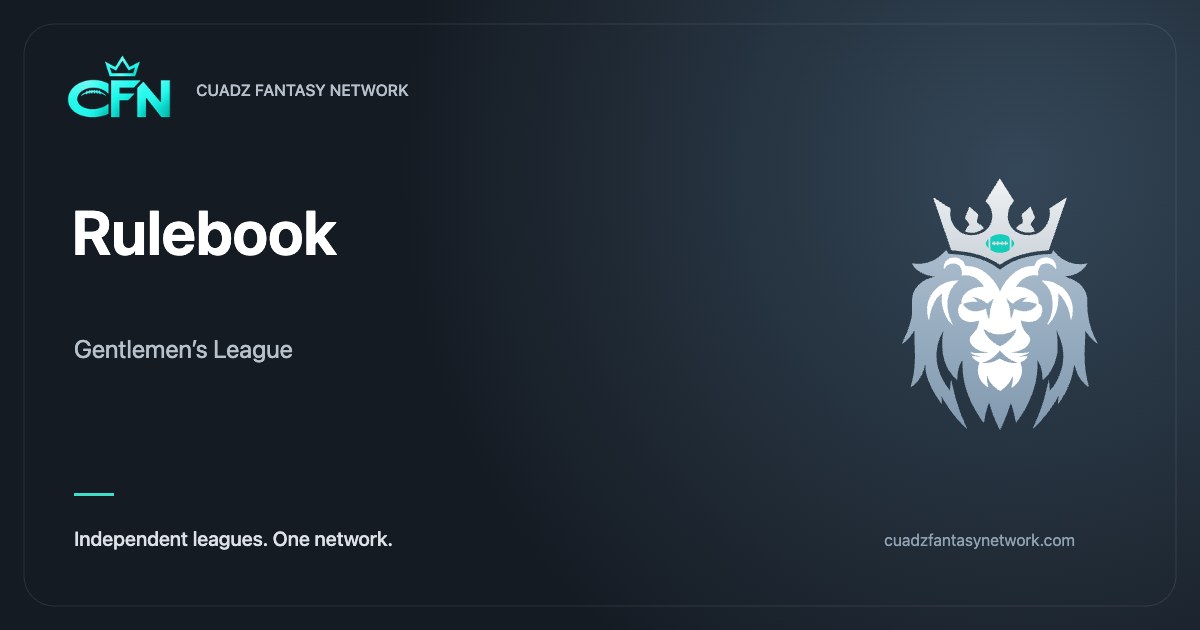 CFN
CUADZ FANTASY NETWORK
Rulebook
Gentlemen’s League
Independent leagues. One network.
cuadzfantasynetwork.com